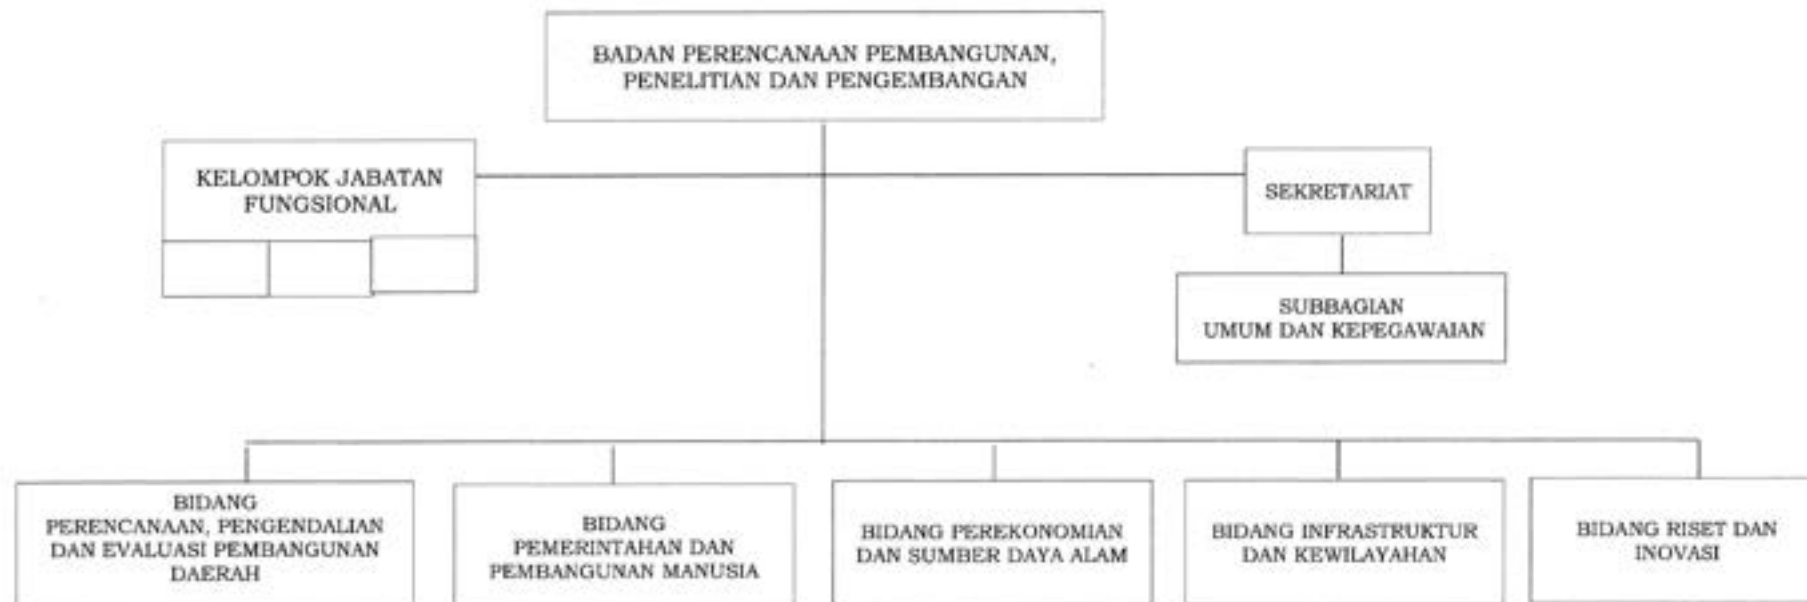 BADAN PERENCANAAN PEMBANGUNAN,
PENELITIAN DAN PENGEMBANGAN
KELOMPOK JABATAN
FUNGSIONAL
SEKRETARIAT
SUBBAGIAN
UMUM DAN KEPEGAWAIAN
BIDANG
PERENCANAAN, PENGENDALIAN
DAN EVALUASI PEMBANGUNAN
DAERAH
BIDANG
PEMERINTAHAN DAN
PEMBANGUNAN MANUSIA
BIDANG PEREKONOMIAN
DAN SUMBER DAYA ALAM
BIDANG INFRASTRUKTUR
DAN KEWILAYAHAN
BIDANG RISET DAN
INOVASI